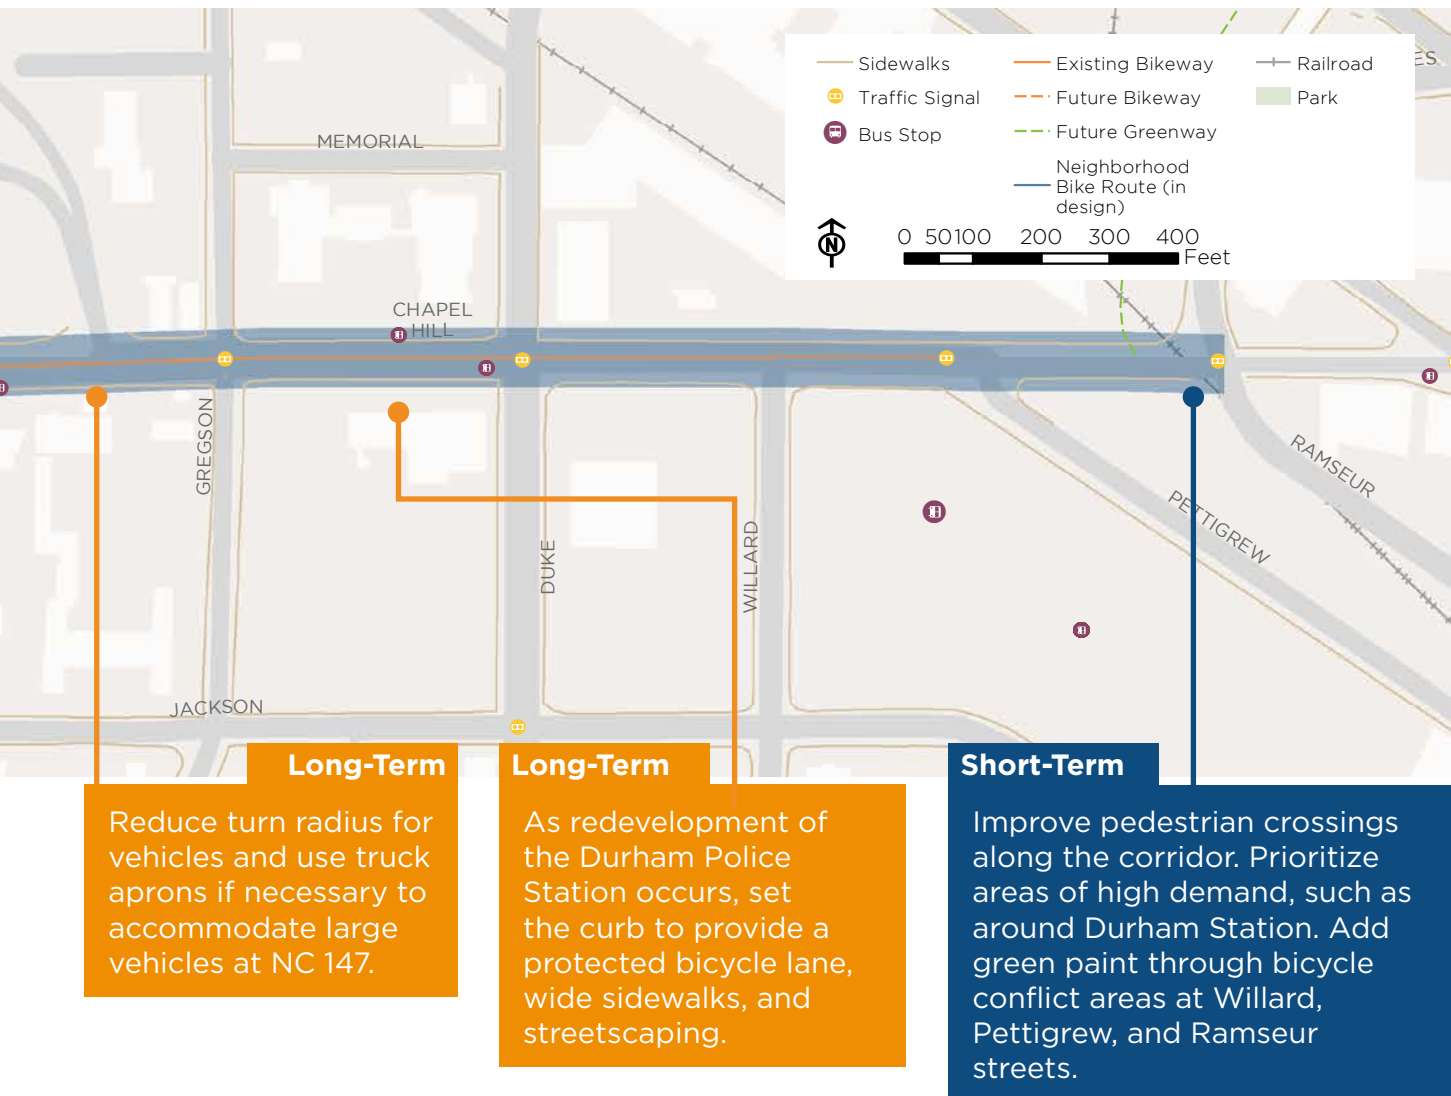 Sidewalks
Traffic Signal
Bus Stop
Existing Bikeway
Future Bikeway
Future Greenway
Neighborhood
Bike Route (in
design)
Railroad
Park
ES
N
0 50 100 200 300 400
Feet
MEMORIAL
CHAPEL
HILL
GREGSON
DUKE
WILLARD
RAMSEUR
PETTIGREW
JACKSON
Long-Term
Reduce turn radius for
vehicles and use truck
aprons if necessary to
accommodate large
vehicles at NC 147.
Long-Term
As redevelopment of
the Durham Police
Station occurs, set
the curb to provide a
protected bicycle lane,
wide sidewalks, and
streetscaping.
Short-Term
Improve pedestrian crossings
along the corridor. Prioritize
areas of high demand, such as
around Durham Station. Add
green paint through bicycle
conflict areas at Willard,
Pettigrew, and Ramseur
streets.